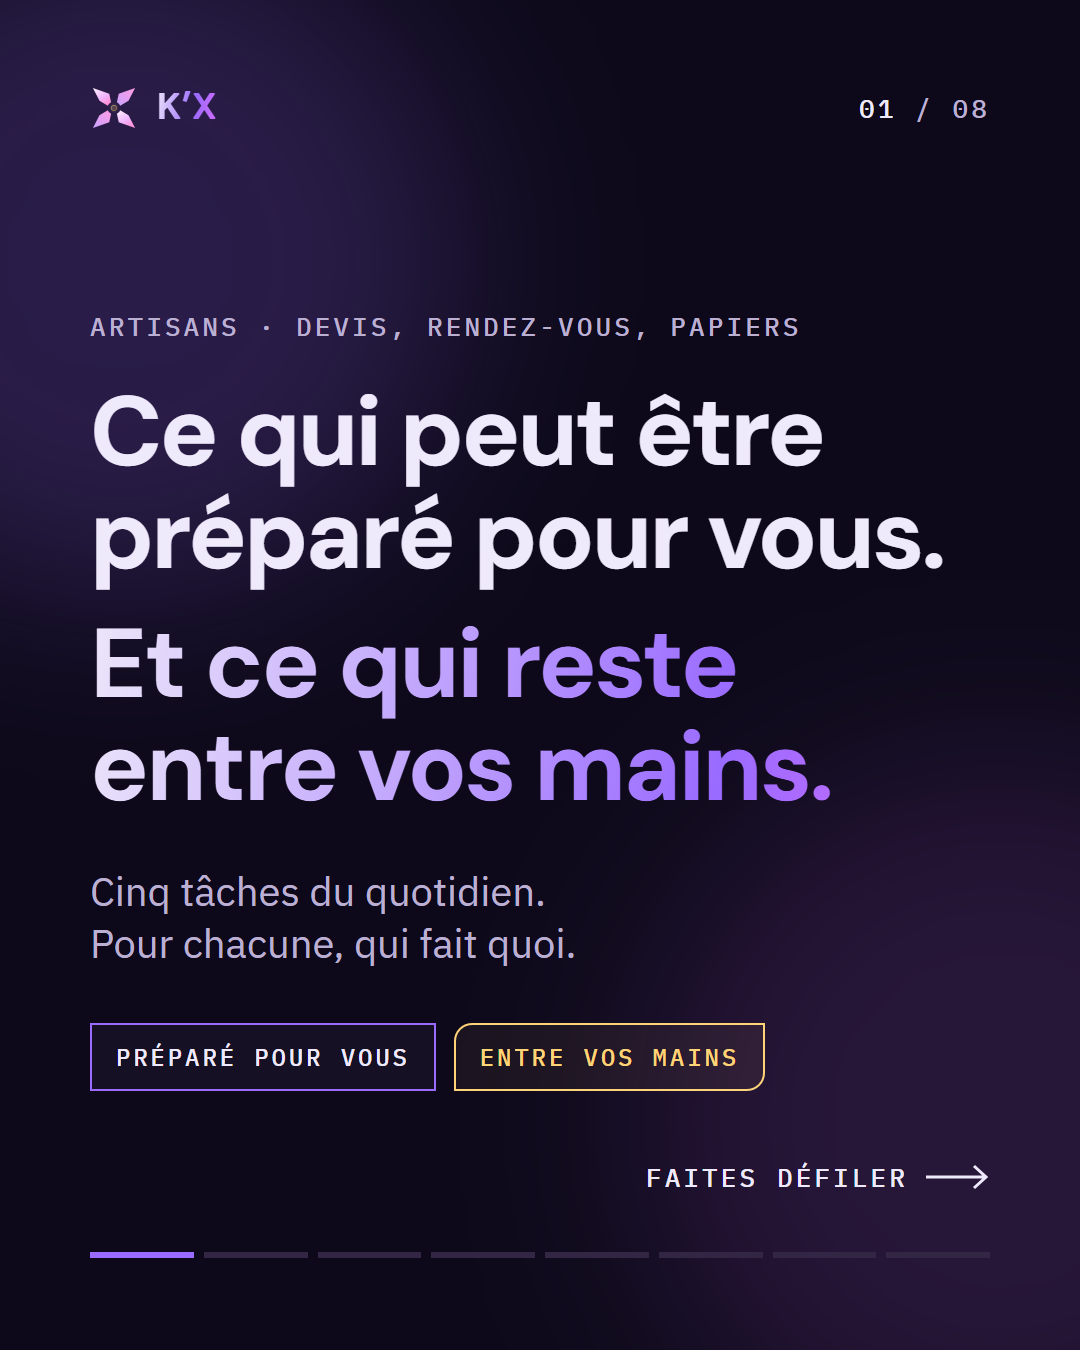 K’X
01 / 08
ARTISANS · DEVIS, RENDEZ-VOUS, PAPIERS
Ce qui peut être
préparé pour vous.
Et ce qui reste
entre vos mains.
Cinq tâches du quotidien.
Pour chacune, qui fait quoi.
PRÉPARÉ POUR VOUS
ENTRE VOS MAINS
FAITES DÉFILER